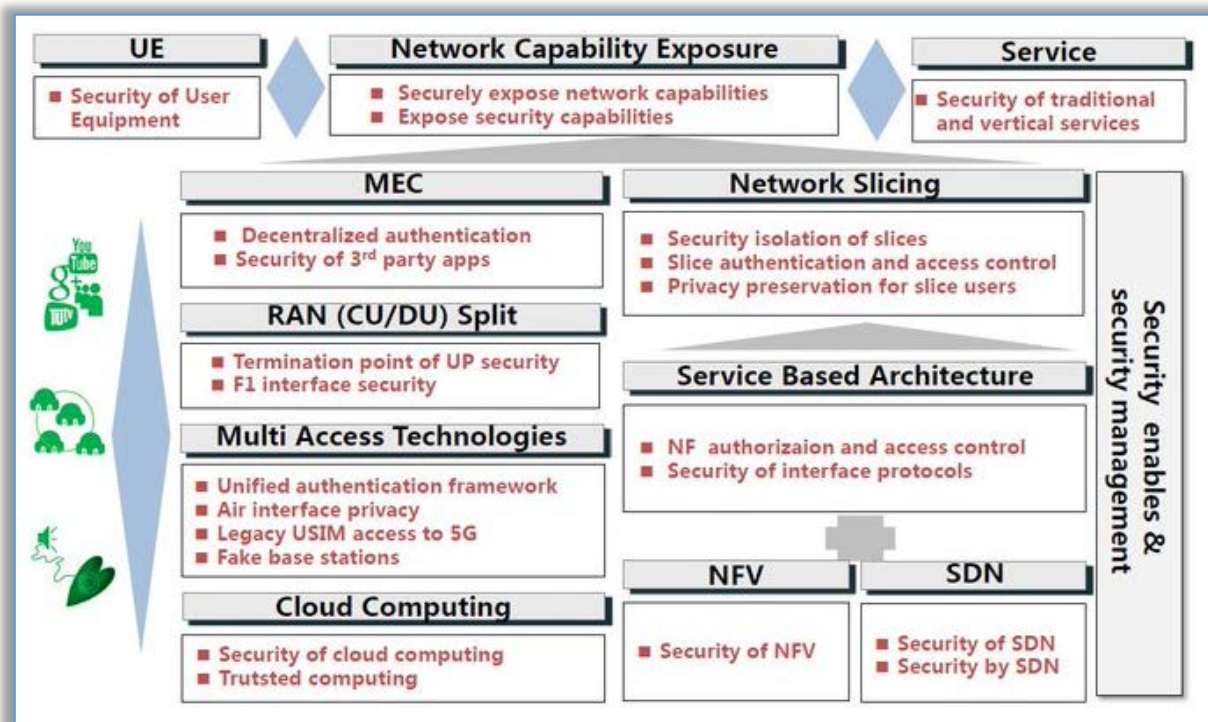 UE
Security of User
Equipment
Network Capability Exposure
Securely expose network capabilities
Expose security capabilities
Service
Security of traditional
and vertical services
MEC
Decentralized authentication
Security of 3rd party apps
RAN (CU/DU) Split
Termination point of UP security
F1 interface security
Multi Access Technologies
Unified authentication framework
Air interface privacy
Legacy USIM access to 5G
Fake base stations
Cloud Computing
Security of cloud computing
Trutsted computing
Network Slicing
Security isolation of slices
Slice authentication and access control
Privacy preservation for slice users
Service Based Architecture
NF authorizaion and access control
Security of interface protocols
NFV
Security of NFV
SDN
Security of SDN
Security by SDN
Security enables &
security management
You
Tube
g+